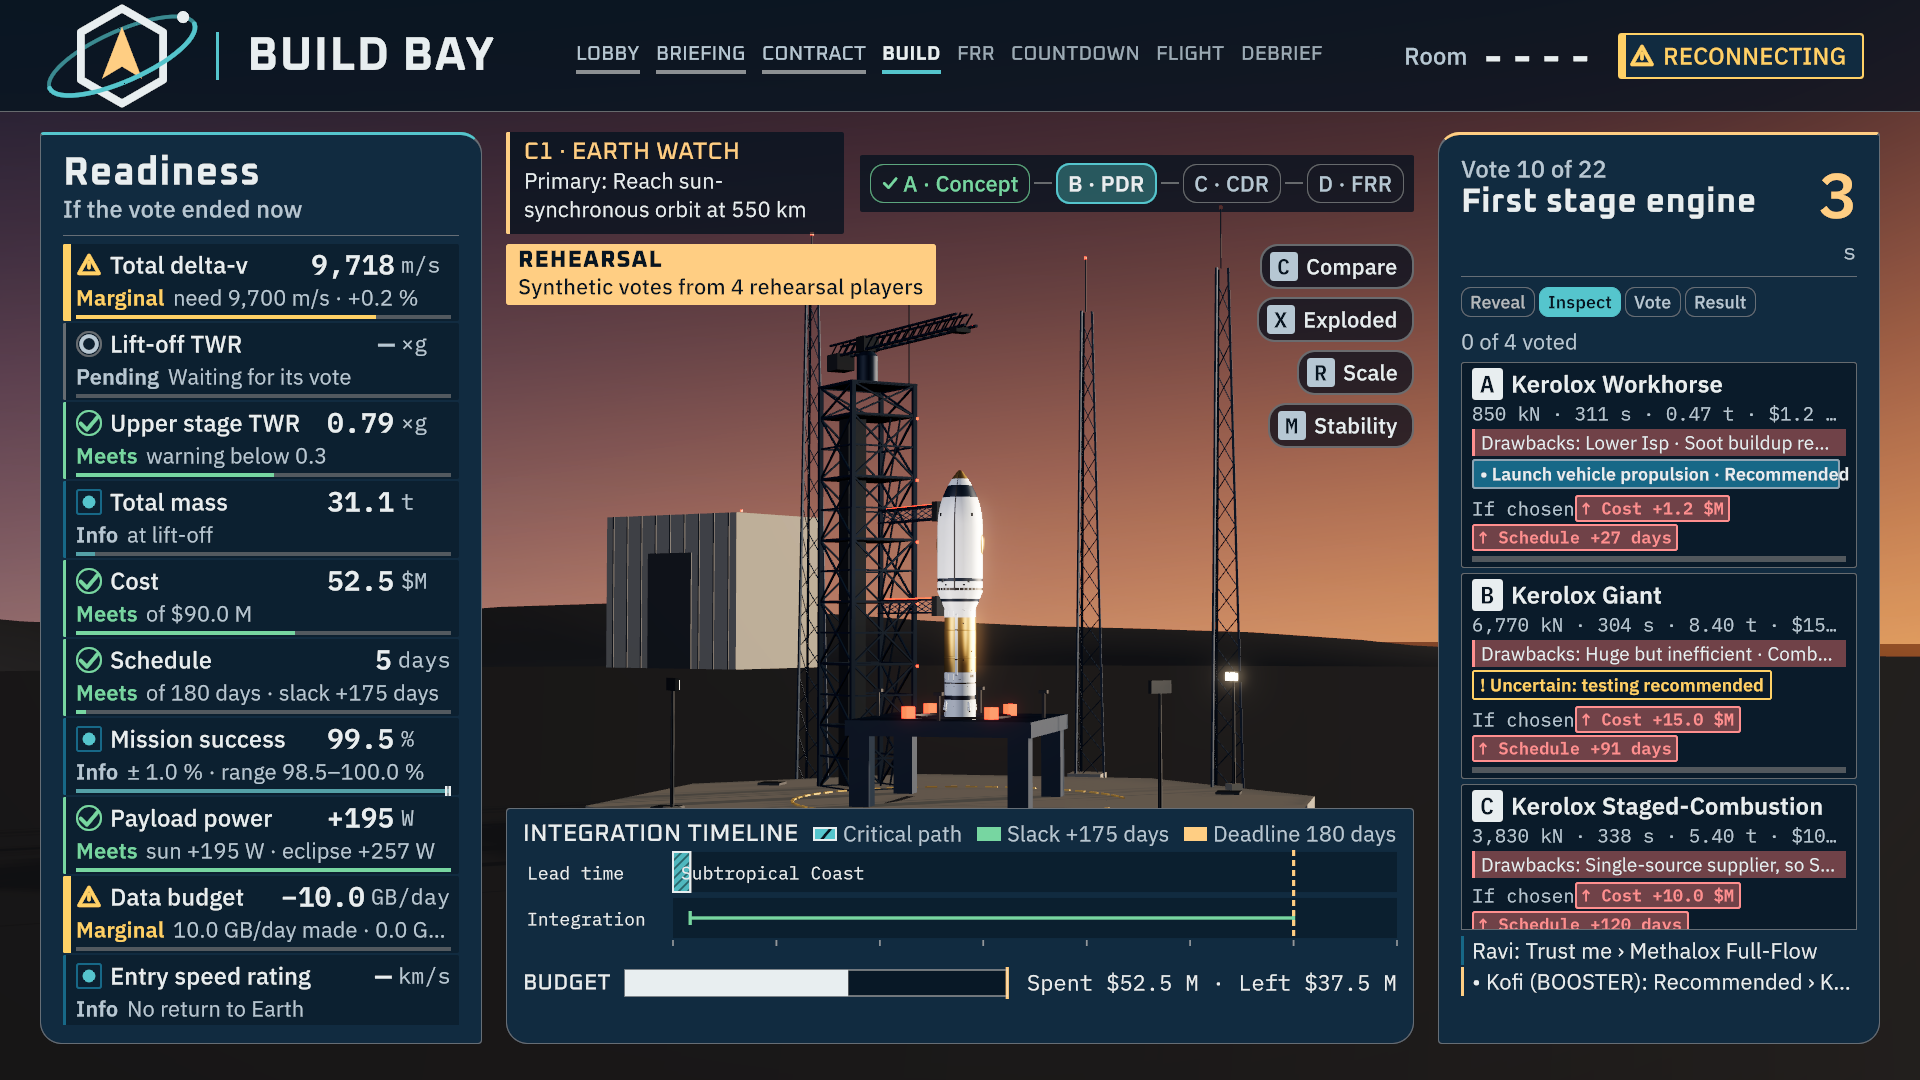 BUILD BAY
LOBBY BRIEFING CONTRACT BUILD FRR COUNTDOWN FLIGHT DEBRIEF
Room – – – –
RECONNECTING
Readiness
If the vote ended now
Total delta-v 9,718 m/s
Marginal need 9,700 m/s · +0.2 %
Lift-off TWR – ×g
Pending Waiting for its vote
Upper stage TWR 0.79 ×g
Meets warning below 0.3
Total mass 31.1 t
Info at lift-off
Cost 52.5 $M
Meets of $90.0 M
Schedule 5 days
Meets of 180 days · slack +175 days
Mission success 99.5 %
Info ± 1.0 % · range 98.5–100.0 %
Payload power +195 W
Meets sun +195 W · eclipse +257 W
Data budget −10.0 GB/day
Marginal 10.0 GB/day made · 0.0 G…
Entry speed rating – km/s
Info No return to Earth
C1 · EARTH WATCH
Primary: Reach sun-
synchronous orbit at 550 km
A · Concept B · PDR C · CDR D · FRR
REHEARSAL
Synthetic votes from 4 rehearsal players
C Compare
X Exploded
R Scale
M Stability
INTEGRATION TIMELINE Critical path Slack +175 days Deadline 180 days
Lead time Subtropical Coast
Integration
BUDGET Spent $52.5 M · Left $37.5 M
Vote 10 of 22
First stage engine 3
s
Reveal Inspect Vote Result
0 of 4 voted
A Kerolox Workhorse
850 kN · 311 s · 0.47 t · $1.2 …
Drawbacks: Lower Isp · Soot buildup re…
• Launch vehicle propulsion · Recommended
If chosen ↑ Cost +1.2 $M
↑ Schedule +27 days
B Kerolox Giant
6,770 kN · 304 s · 8.40 t · $15…
Drawbacks: Huge but inefficient · Comb…
! Uncertain: testing recommended
If chosen ↑ Cost +15.0 $M
↑ Schedule +91 days
C Kerolox Staged-Combustion
3,830 kN · 338 s · 5.40 t · $10…
Drawbacks: Single-source supplier, so S…
If chosen ↑ Cost +10.0 $M
↑ Schedule +120 days
Ravi: Trust me › Methalox Full-Flow
• Kofi (BOOSTER): Recommended › K…